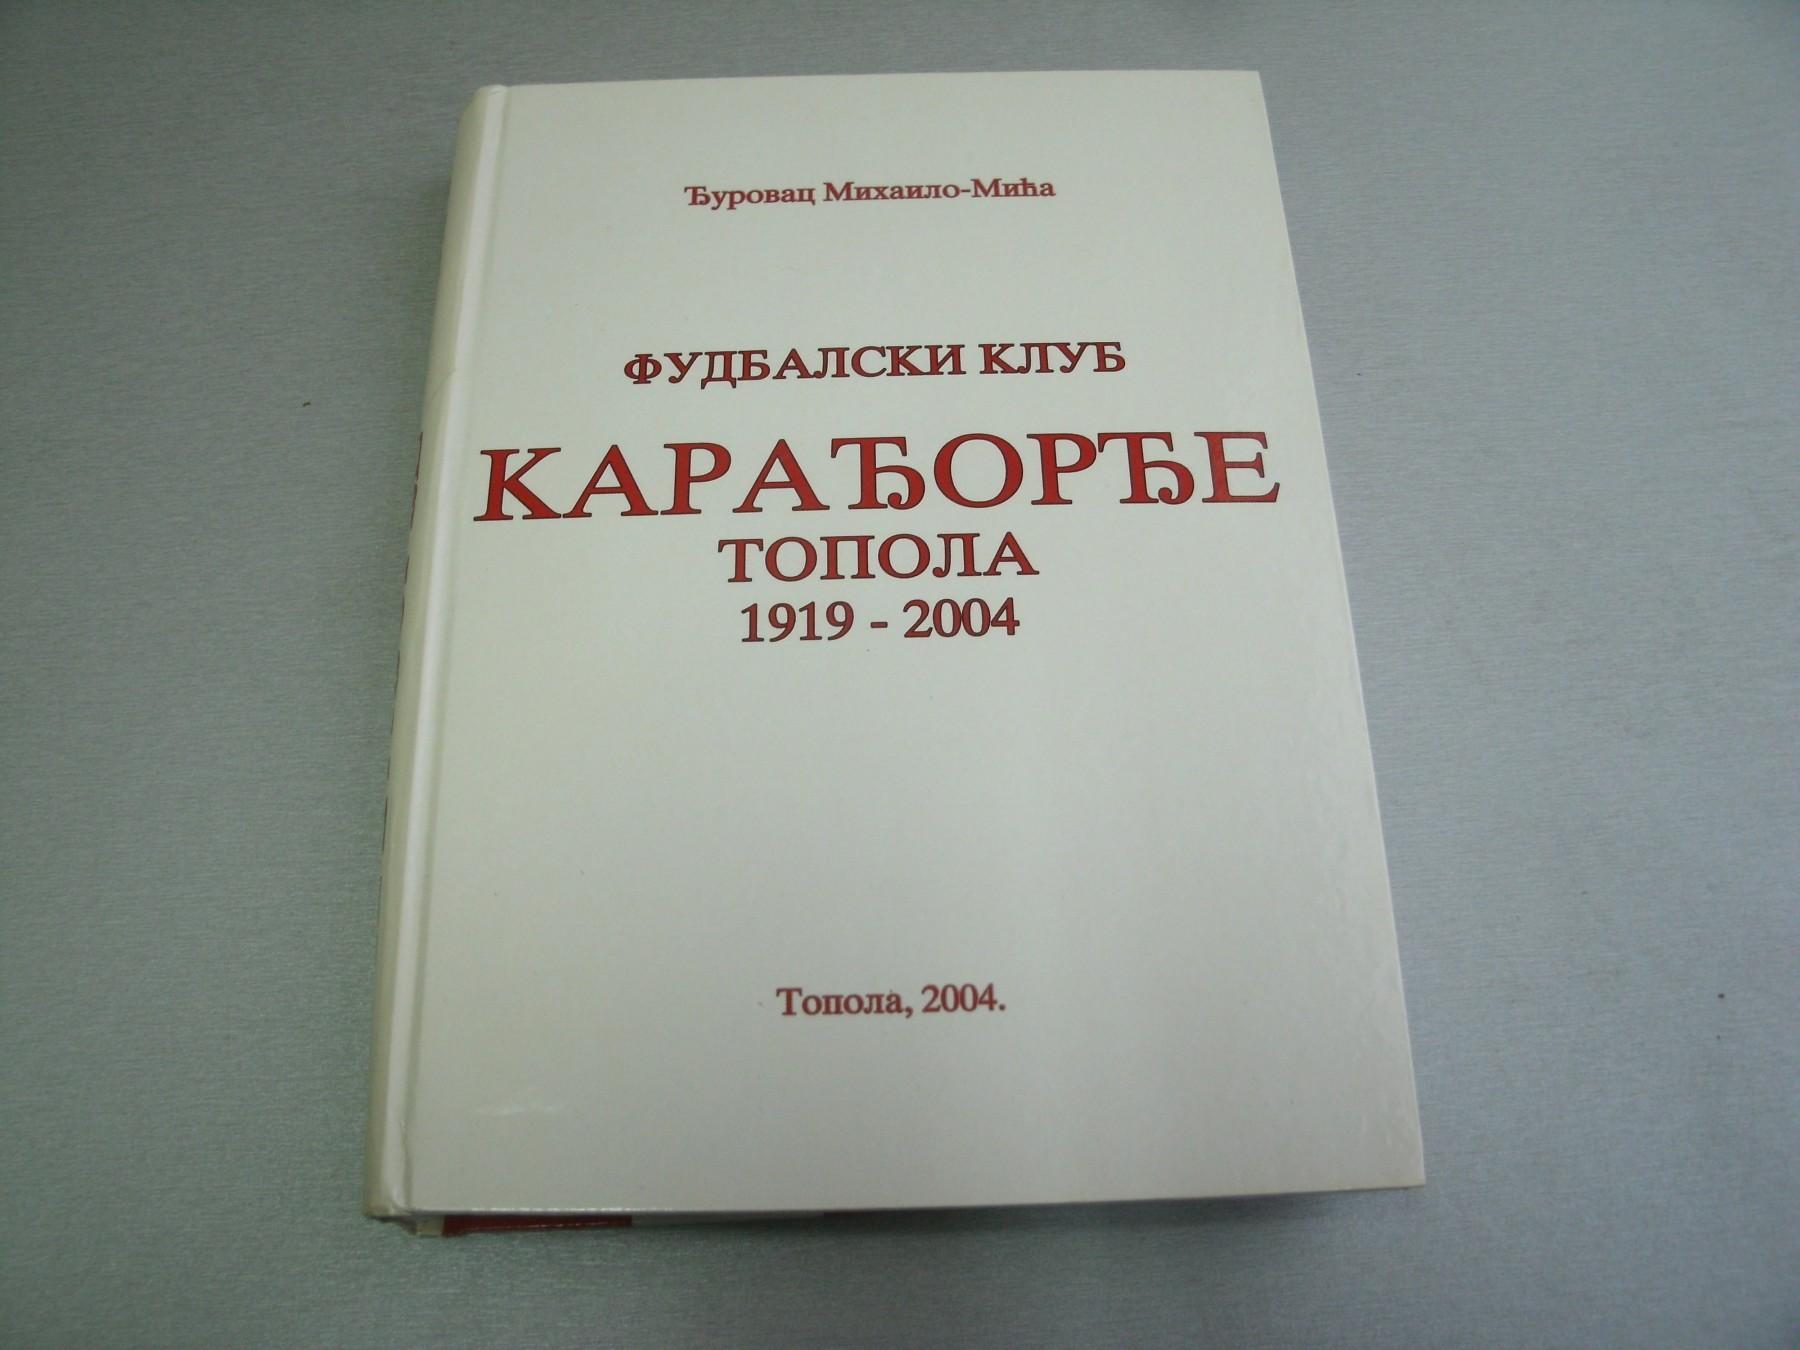 Ђуровац Михаило-Мића
ФУДБАЛСКИ КЛУБ
КАРАЂОРЂЕ
ТОПОЛА
1919 - 2004
Топола, 2004.